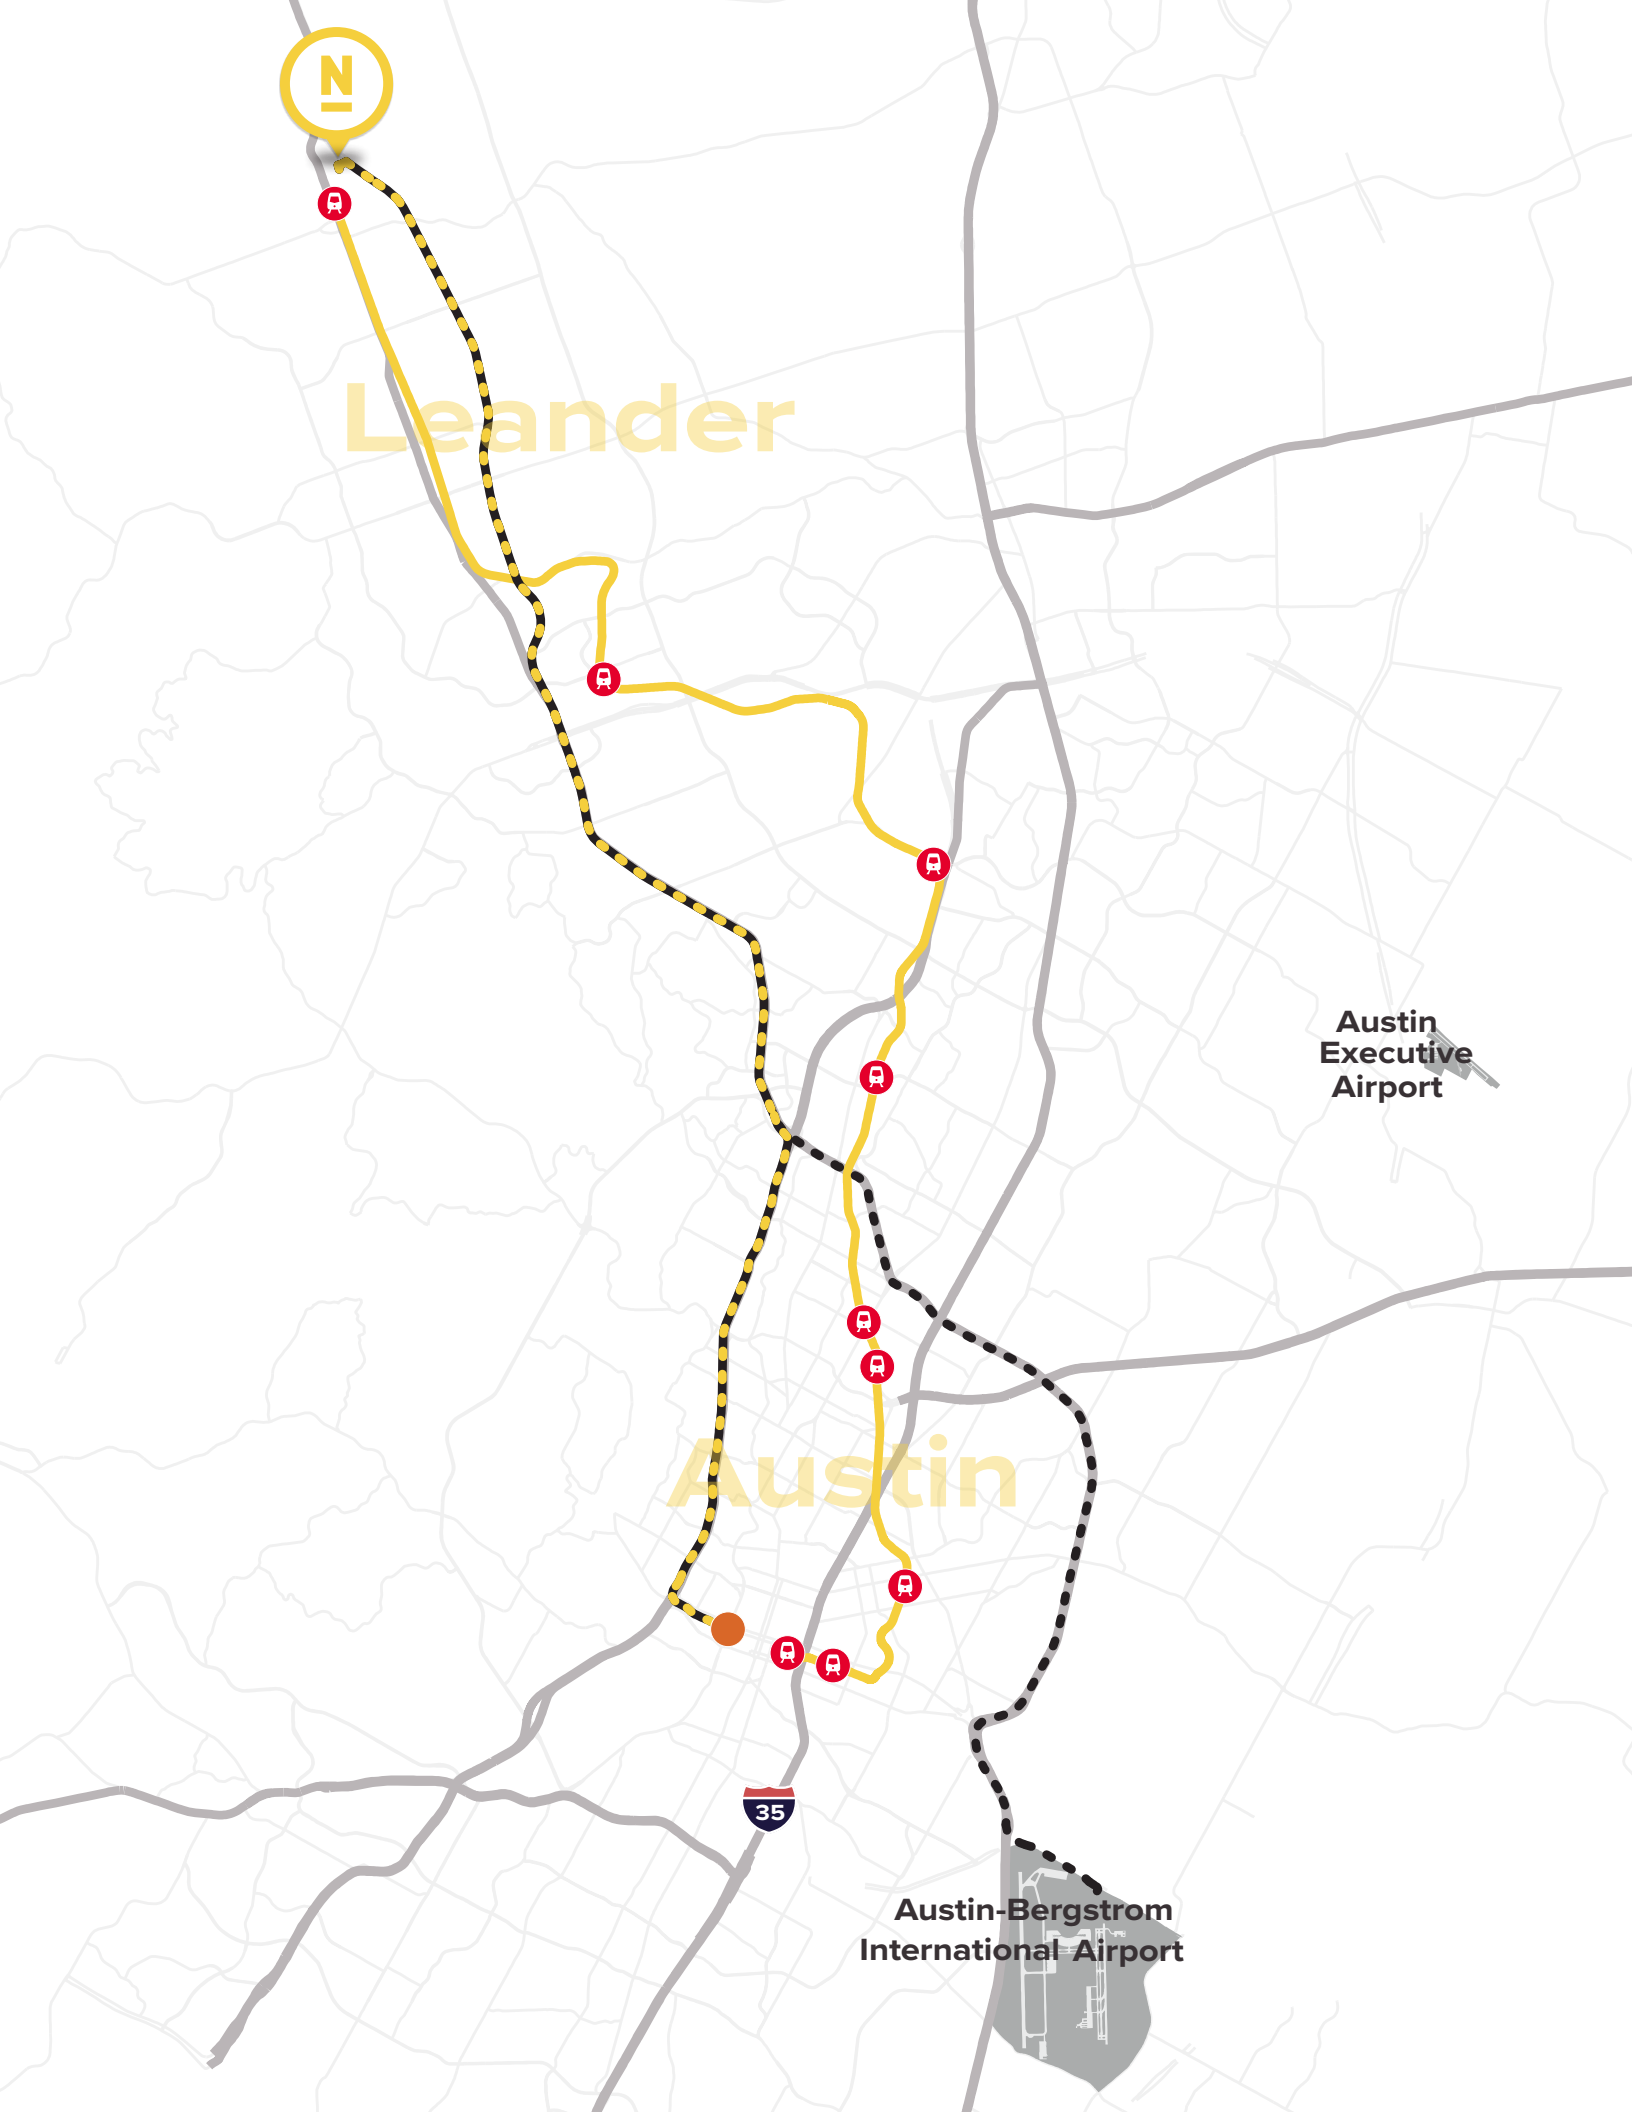 N
Leander
Austin
Executive
Airport
Austin
35
Austin-Bergstrom
International Airport